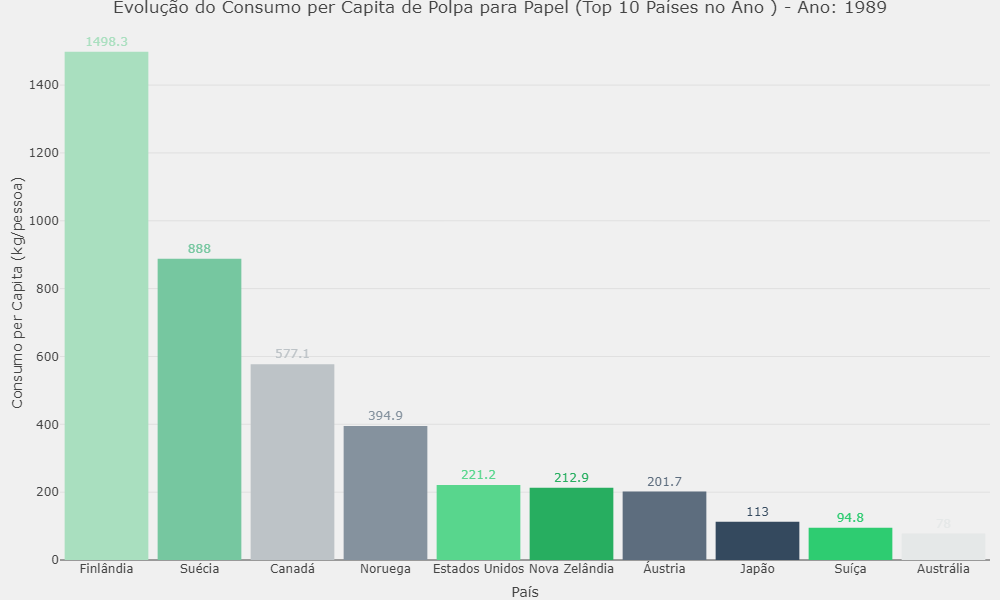 Evolução do Consumo per Capita de Polpa para Papel (Top 10 Países no Ano ) - Ano: 1989
1498.3
1400
1200
1000
888
800
600
577.1
400
394.9
221.2
212.9
201.7
200
113
94.8
78
0
Finlândia
Suécia
Canadá
Noruega
Estados Unidos
Nova Zelândia
Áustria
Japão
Suíça
Austrália
País
Consumo per Capita (kg/pessoa)